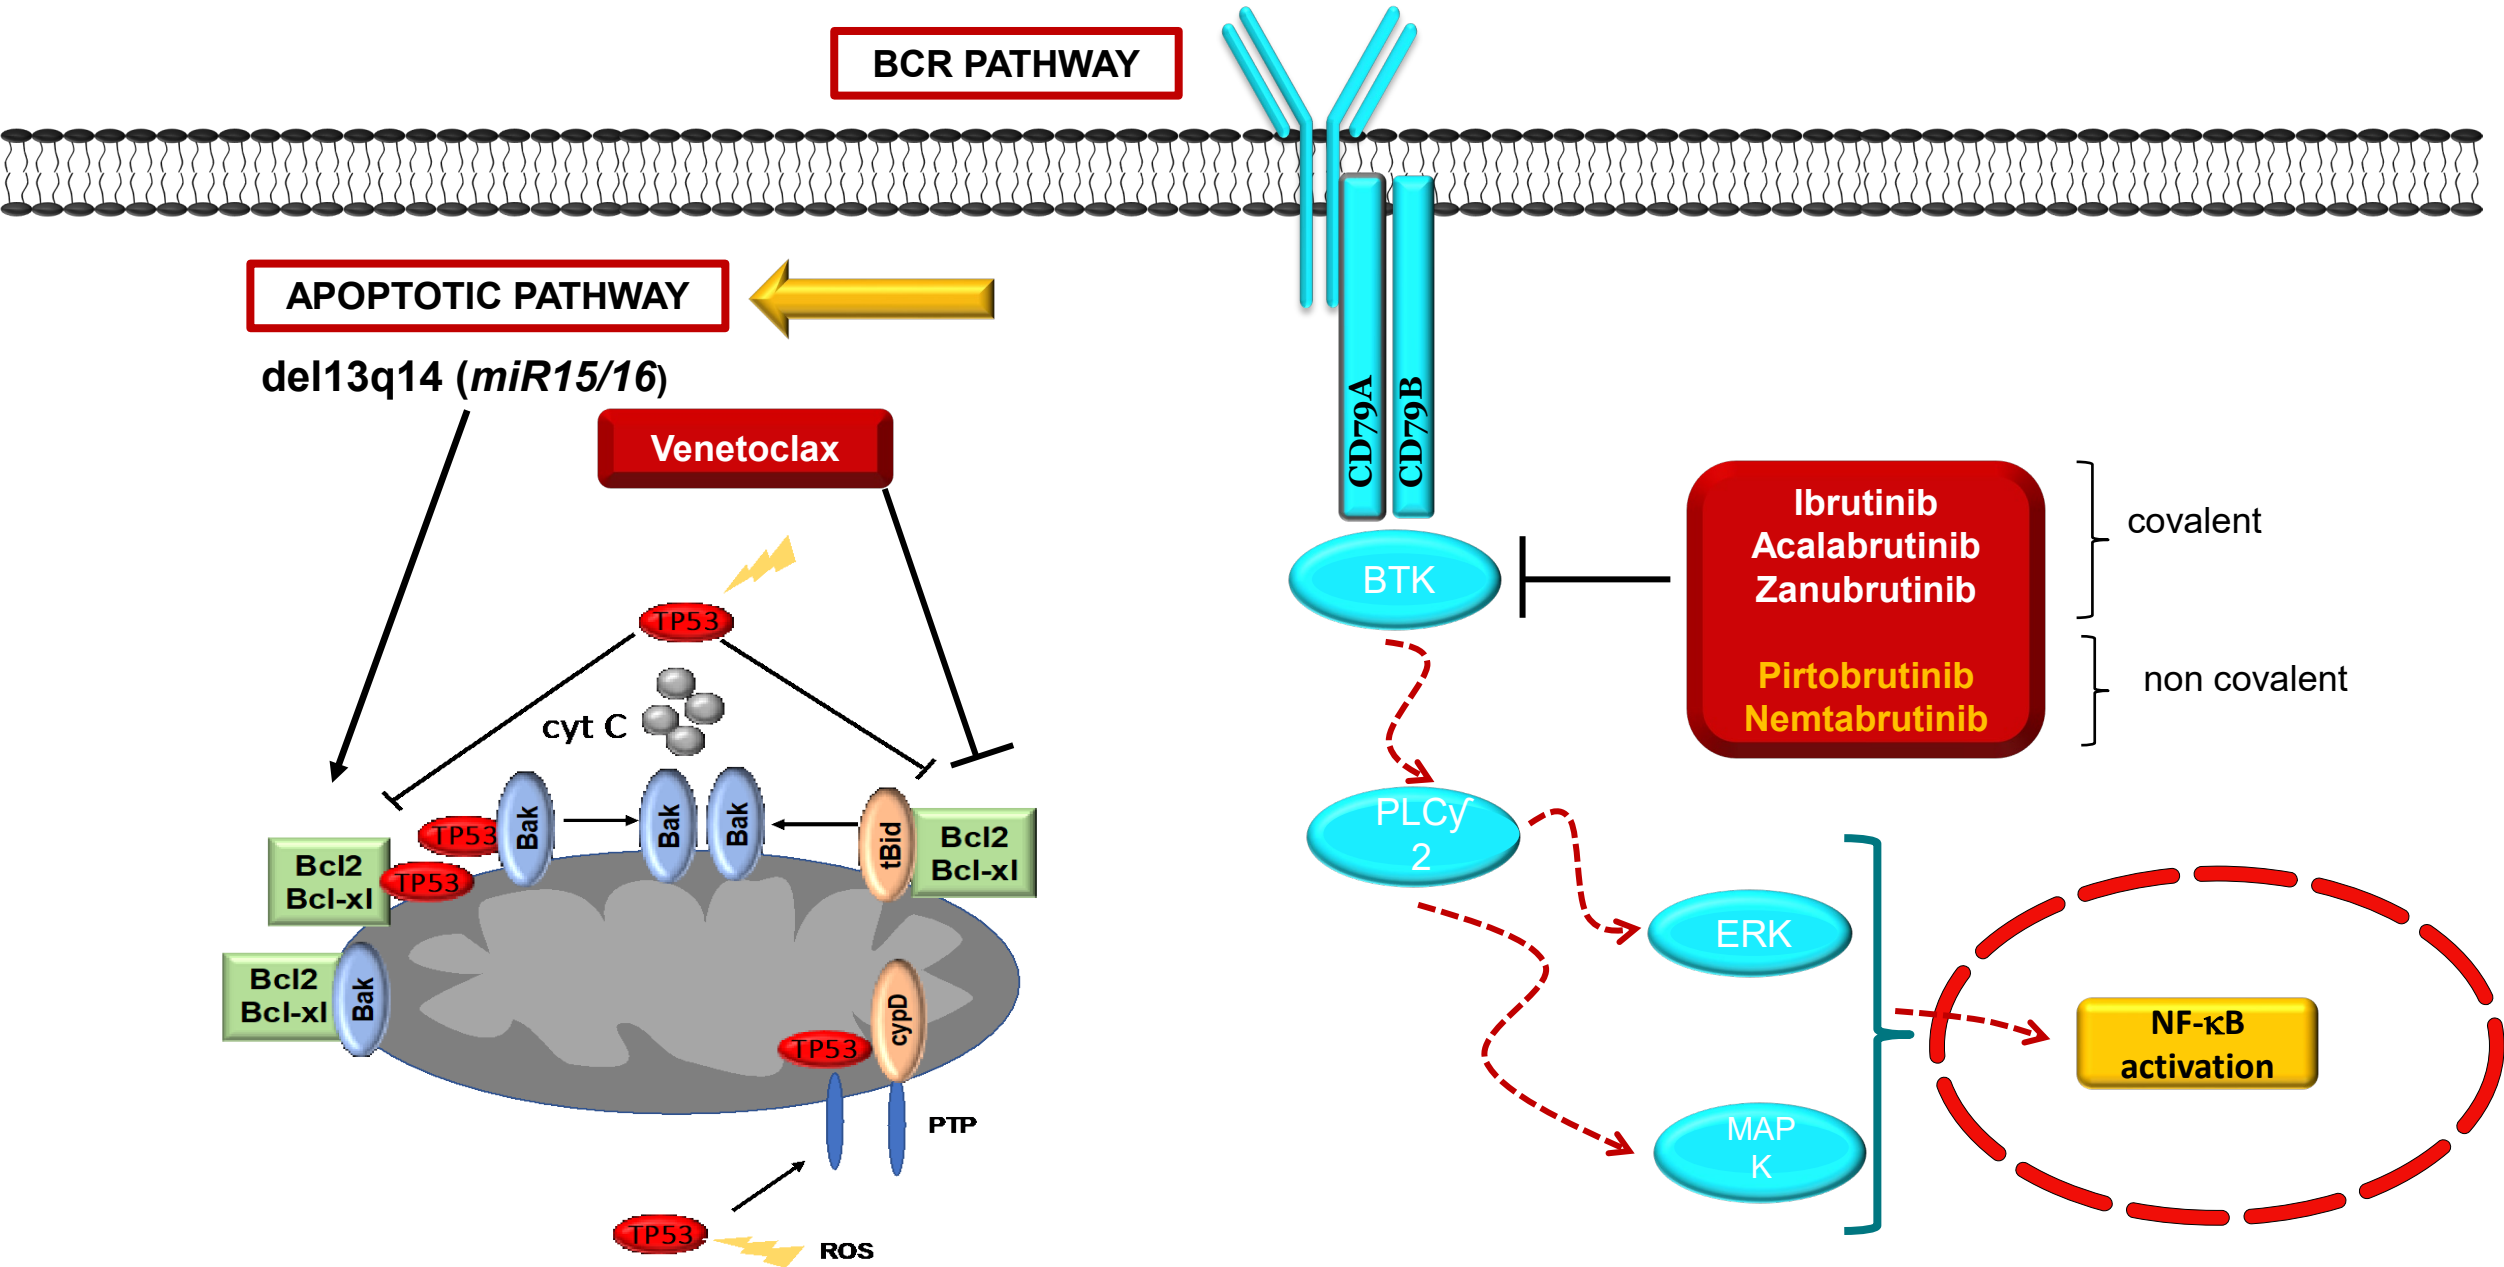 BCR PATHWAY
APOPTOTIC PATHWAY
del13q14 (miR15/16)
Venetoclax
CD79A
CD79B
Ibrutinib
Acalabrutinib
Zanubrutinib
Pirtobrutinib
Nemtabrutinib
covalent
non covalent
BTK
TP53
cyt C
Bak
Bak
Bak
TP53
TP53
Bcl2
Bcl-xl
tBid
Bcl2
Bcl-xl
Bcl2
Bcl-xl
Bak
TP53
cypD
PTP
TP53
ROS
PLCƴ
2
ERK
MAP
K
NF-κB
activation